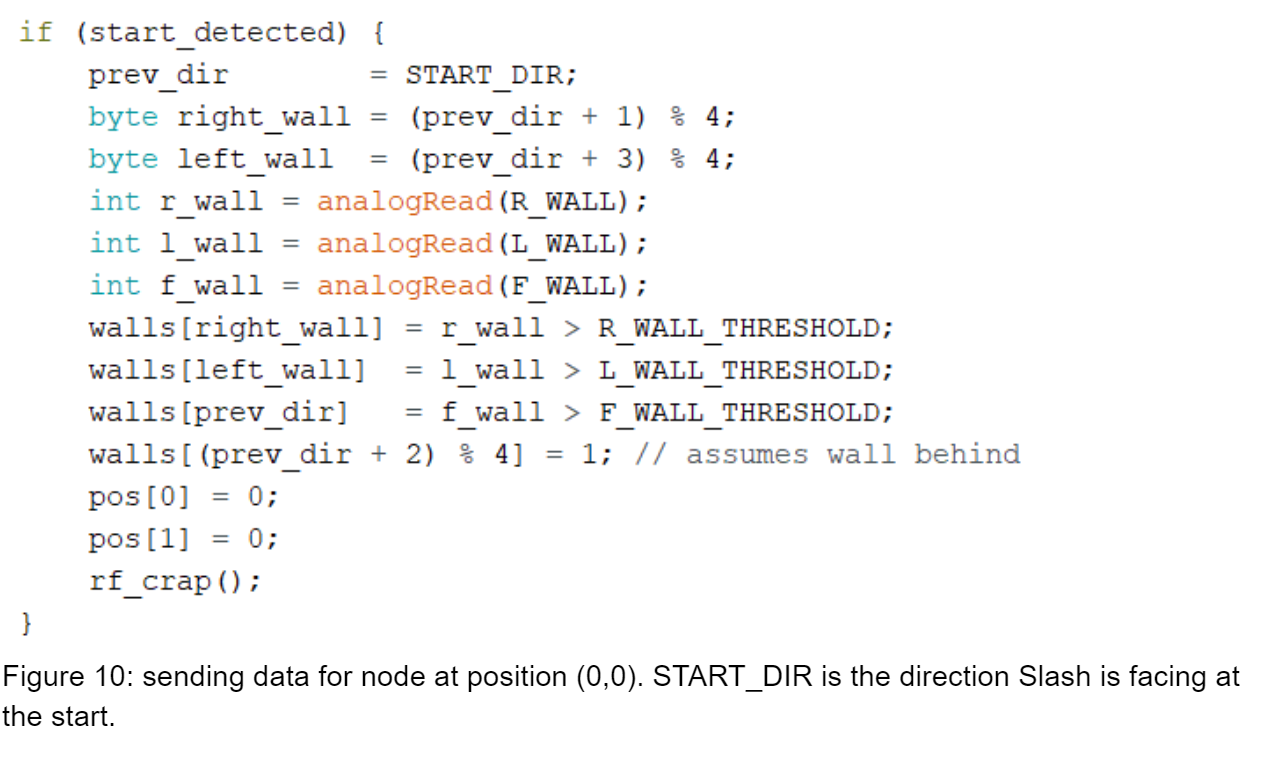 if (start_detected) {
    prev_dir        = START_DIR;
    byte right_wall = (prev_dir + 1) % 4;
    byte left_wall  = (prev_dir + 3) % 4;
    int r_wall = analogRead(R_WALL);
    int l_wall = analogRead(L_WALL);
    int f_wall = analogRead(F_WALL);
    walls[right_wall] = r_wall > R_WALL_THRESHOLD;
    walls[left_wall]  = l_wall > L_WALL_THRESHOLD;
    walls[prev_dir]   = f_wall > F_WALL_THRESHOLD;
    walls[(prev_dir + 2) % 4] = 1; // assumes wall behind
    pos[0] = 0;
    pos[1] = 0;
    rf_crap();
}
Figure 10: sending data for node at position (0,0). START_DIR is the direction Slash is facing at
the start.